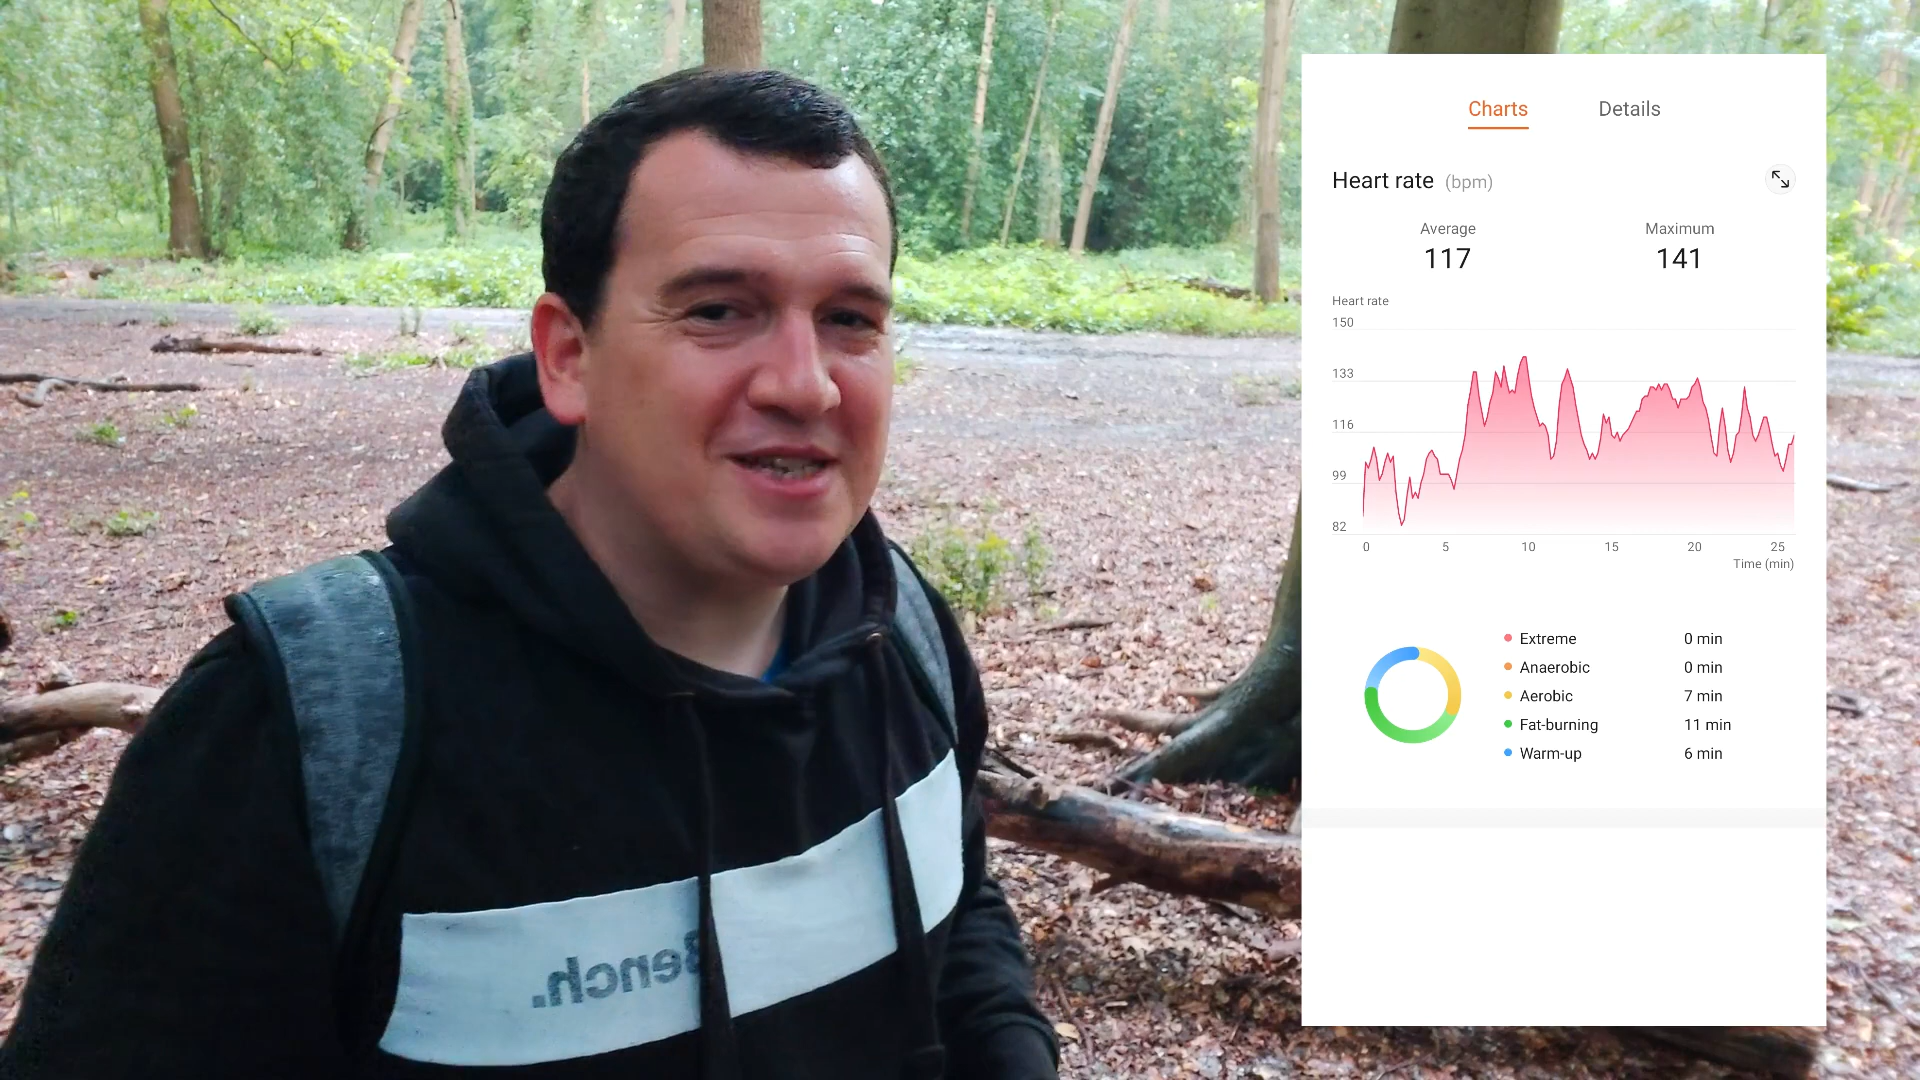 Charts Details
Heart rate (bpm)
Average Maximum
117 141
Heart rate
150
133
116
99
82
0 5 10 15 20 25
Time (min)
Extreme 0 min
Anaerobic 0 min
Aerobic 7 min
Fat-burning 11 min
Warm-up 6 min
Bench.